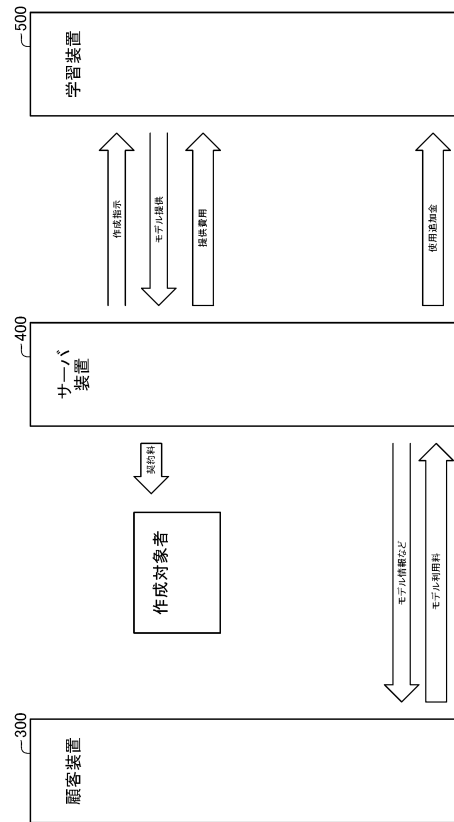 500
学習装置
作成指示
モデル提供
提供費用
使用追加金
400
サーバ
装置
契約料
作成対象者
モデル情報など
モデル利用料
300
顧客装置